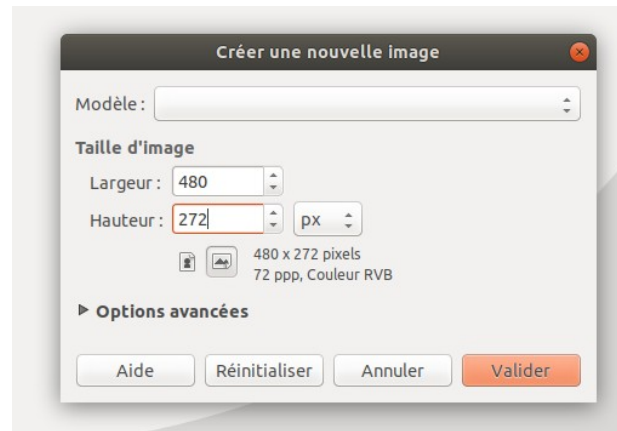 Créer une nouvelle image
Modèle :
Taille d'image
Largeur : 480
Hauteur : 272 px
480 x 272 pixels
72 ppp, Couleur RVB
Options avancées
Aide Réinitialiser Annuler Valider